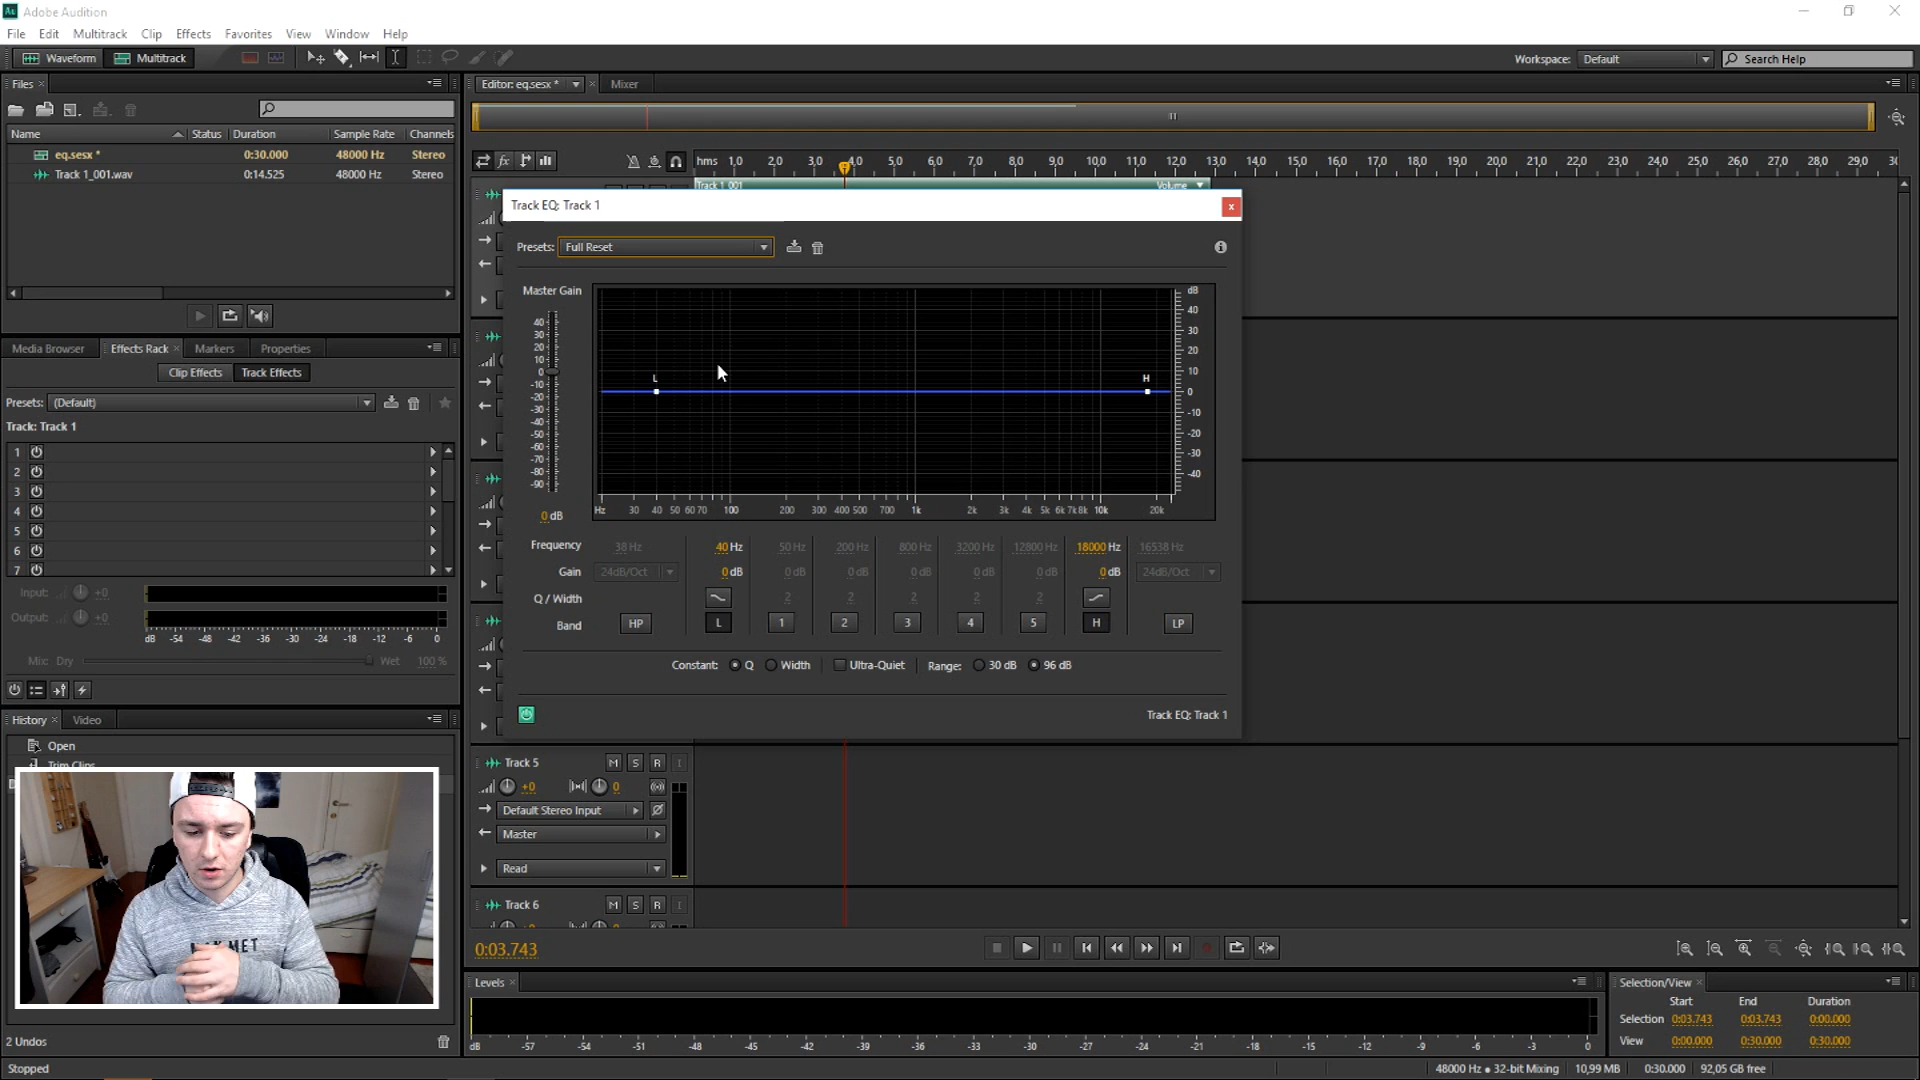 Adobe Audition
File Edit Multitrack Clip Effects Favorites View Window Help
Waveform Multitrack
Workspace: Default Search Help
Files
Name Status Duration Sample Rate Channels
eq.sesx * 0:30.000 48000 Hz Stereo
Track 1_001.wav 0:14.525 48000 Hz Stereo
Media Browser Effects Rack Markers Properties
Clip Effects Track Effects
Presets: (Default)
Track: Track 1
1
2
3
4
5
6
7
Input: +0
Output: +0
dB -54 -48 -42 -36 -30 -24 -18 -12 -6 0
Mix: Dry Wet 100 %
History Video
Open
Trim Clips
2 Undos
Stopped
Editor: eq.sesx * Mixer
hms 1,0 2,0 3,0 4,0 5,0 6,0 7,0 8,0 9,0 10,0 11,0 12,0 13,0 14,0 15,0 16,0 17,0 18,0 19,0 20,0 21,0 22,0 23,0 24,0 25,0 26,0 27,0 28,0 29,0
Track 1_001 Volume
Track EQ: Track 1
Presets: Full Reset
Master Gain
40
30
20
10
0
-10
-20
-30
-40
-50
-60
-70
-80
-90
0 dB
L H
dB
40
30
20
10
0
-10
-20
-30
-40
Hz 30 40 50 60 70 100 200 300 400 500 700 1k 2k 3k 4k 5k 6k 7k 8k 10k 20k
Frequency 38 Hz 40 Hz 50 Hz 200 Hz 800 Hz 3200 Hz 12800 Hz 18000 Hz 16538 Hz
Gain 24dB/Oct 0 dB 0 dB 0 dB 0 dB 0 dB 0 dB 0 dB 24dB/Oct
Q / Width 2 2 2 2 2
Band HP L 1 2 3 4 5 H LP
Constant: Q Width Ultra-Quiet Range: 30 dB 96 dB
Track EQ: Track 1
Track 5 M S R I
+0 0
Default Stereo Input
Master
Read
Track 6 M S R I
0:03.743
Levels
dB -57 -54 -51 -48 -45 -42 -39 -36 -33 -30 -27 -24 -21 -18 -15 -12 -9 -6 -3 0
Selection/View
Start End Duration
Selection 0:03.743 0:03.743 0:00.000
View 0:00.000 0:30.000 0:30.000
48000 Hz ● 32-bit Mixing 10,99 MB 0:30.000 92,05 GB free